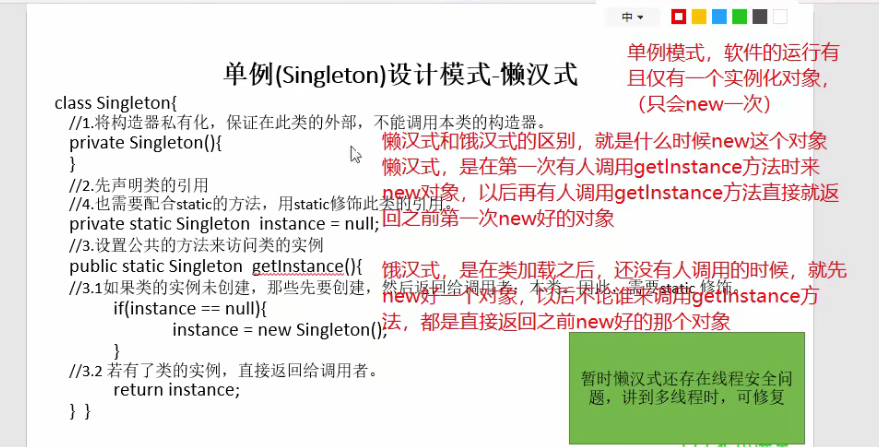 中
单例(Singleton)设计模式-懒汉式
单例模式，软件的运行有
且仅有一个实例化对象，
（只会new一次）
class Singleton{
//1.将构造器私有化，保证在此类的外部，不能调用本类的构造器。
private Singleton(){
}
//2.先声明类的引用
//4.也需要配合static的方法，用static修饰此类的引用。
private static Singleton instance = null;
//3.设置公共的方法来访问类的实例
public static Singleton getInstance(){
//3.1如果类的实例未创建，那些先要创建，然后返回给调用者：本类。因此，需要static 修饰。
if(instance == null){
instance = new Singleton();
}
//3.2 若有了类的实例，直接返回给调用者。
return instance;
} }
懒汉式和饿汉式的区别，就是什么时候new这个对象
懒汉式，是在第一次有人调用getInstance方法时来
new对象，以后再有人调用getInstance方法直接就返
回之前第一次new好的对象
饿汉式，是在类加载之后，还没有人调用的时候，就先
new好一个对象，以后不论谁来调用getInstance方
法，都是直接返回之前new好的那个对象
暂时懒汉式还存在线程安全问
题，讲到多线程时，可修复